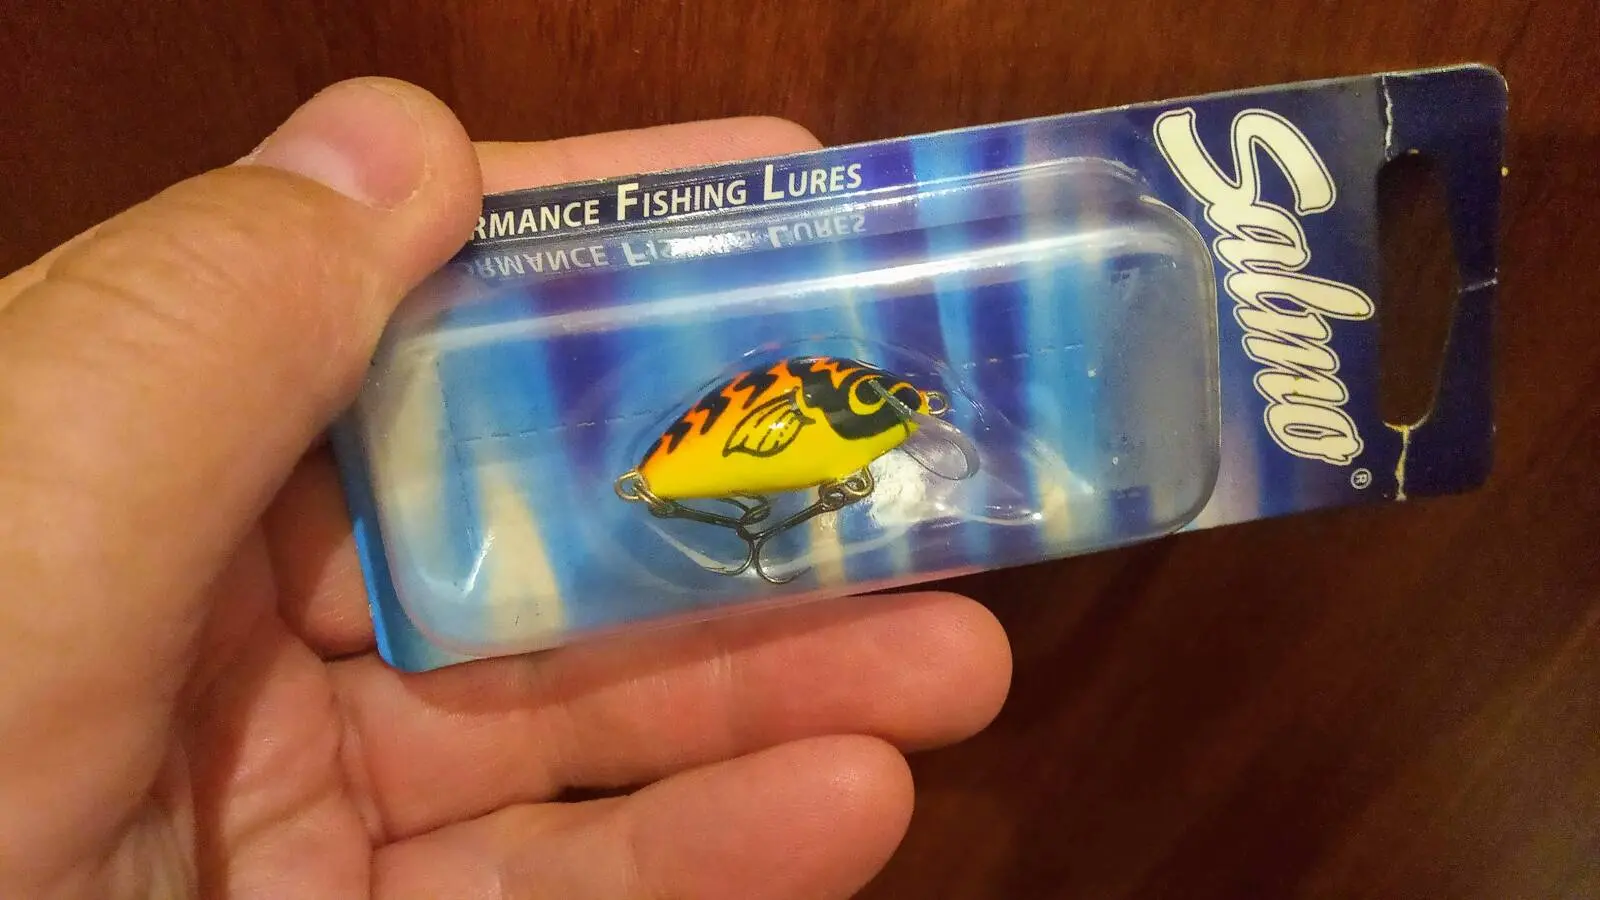 RMANCE FISHING LURES
Salmo®